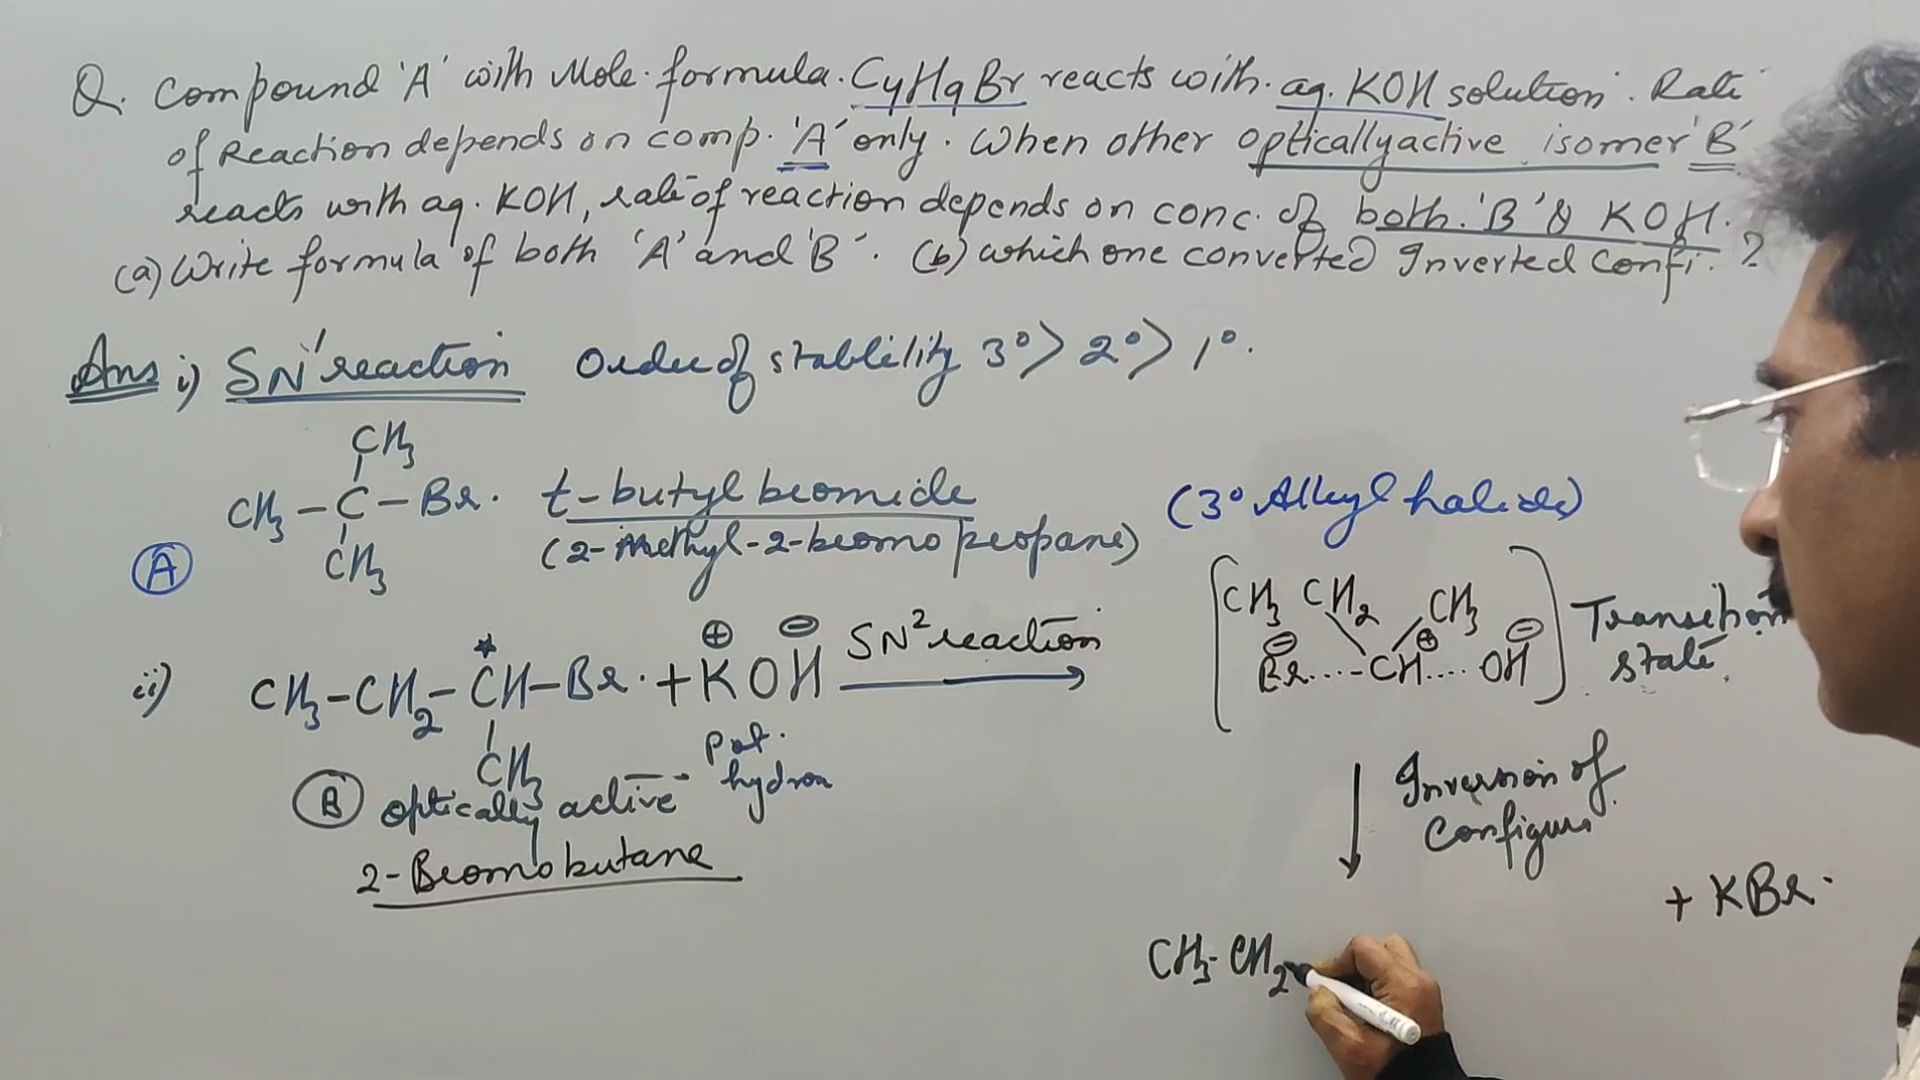 Q. Compound 'A' with Mole. formula. C4H9Br reacts with. aq. KOH solution. Rate
of Reaction depends on comp. 'A' only. When other optically active isomer 'B'
reacts with aq. KOH, rate of reaction depends on conc. of both. 'B' & KOH.
(a) Write formula of both 'A' and 'B'. (b) which one converted Inverted Confi. ?
Ans i) SN¹ reaction Order of stability 3° > 2° > 1°.
CH3
CH3 – C – Br. t-butyl bromide (3° Alkyl halide)
CH3 (2-Methyl-2-bromo propane)
A
[CH3 CH2 CH3
⊖ ⊕ ⊖
Br....-CH....OH] Transition state
ii) CH3–CH2–*CH–Br. + K⊕ OH⊖ SN² reaction
CH3
Pot. hydrox
B optically active
2-Bromobutane
Inversion of
Configura
+ KBr.
CH3-CH2